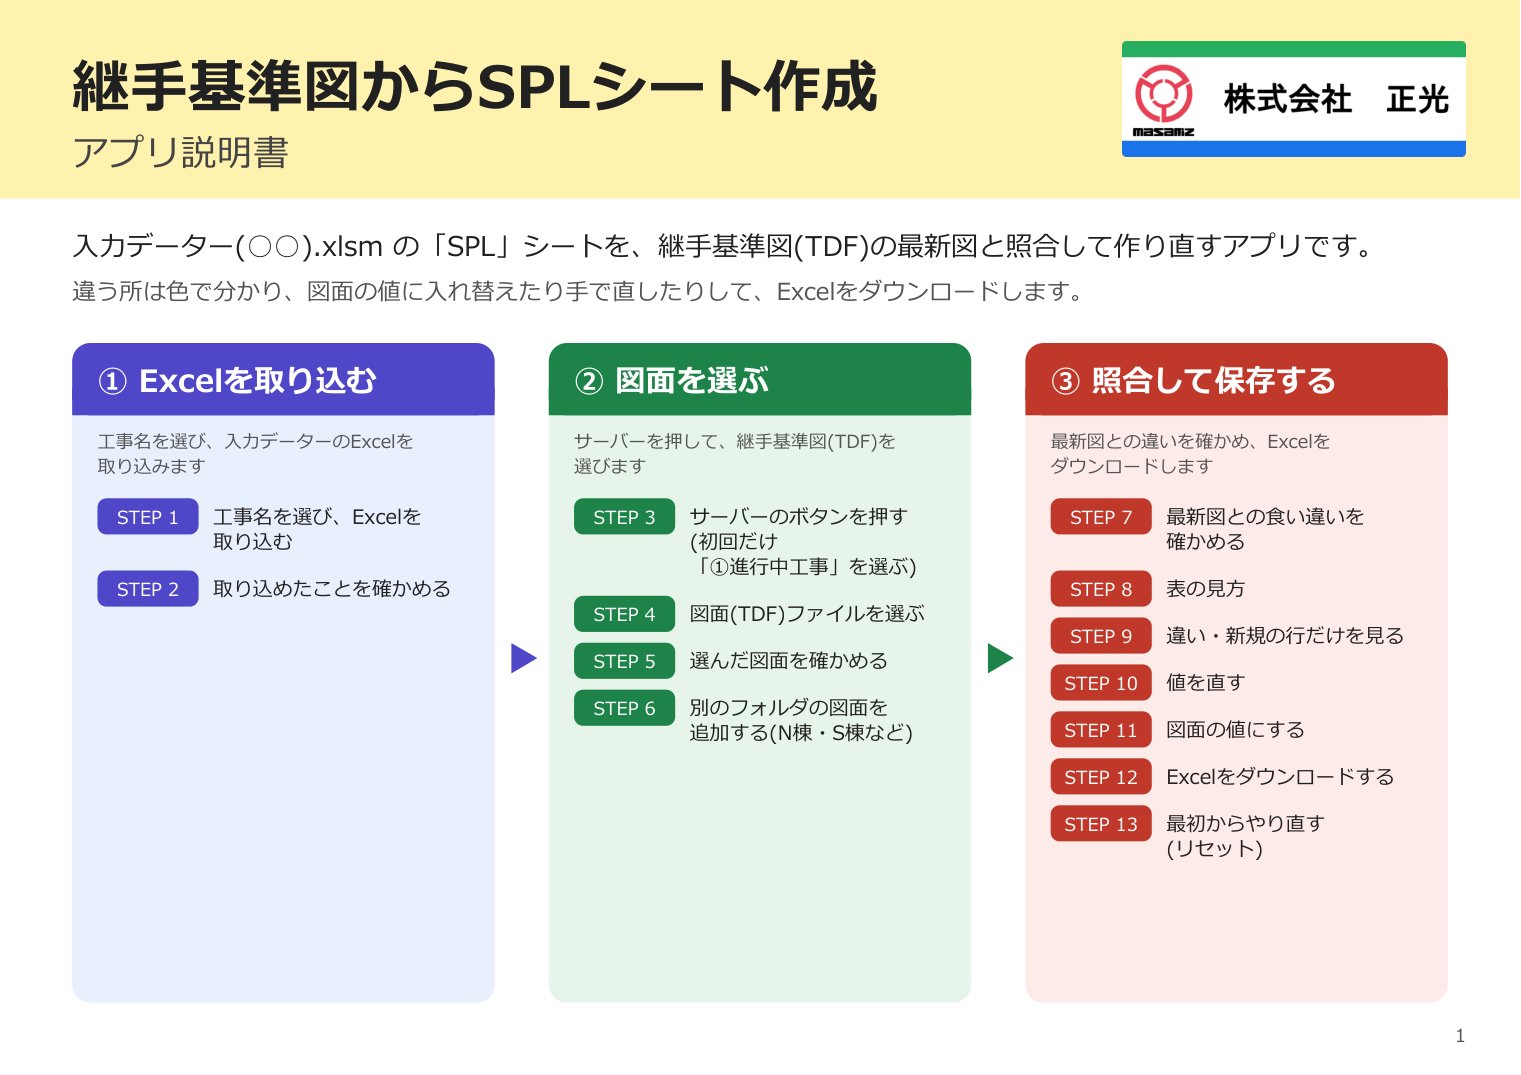 継手基準図からSPLシート作成
アプリ説明書
masamz
株式会社　正光
入力データー(○○).xlsm の「SPL」シートを、継手基準図(TDF)の最新図と照合して作り直すアプリです。
違う所は色で分かり、図面の値に入れ替えたり手で直したりして、Excelをダウンロードします。
① Excelを取り込む
工事名を選び、入力データーのExcelを
取り込みます
STEP 1 工事名を選び、Excelを
取り込む
STEP 2 取り込めたことを確かめる
② 図面を選ぶ
サーバーを押して、継手基準図(TDF)を
選びます
STEP 3 サーバーのボタンを押す
(初回だけ
「①進行中工事」を選ぶ)
STEP 4 図面(TDF)ファイルを選ぶ
STEP 5 選んだ図面を確かめる
STEP 6 別のフォルダの図面を
追加する(N棟・S棟など)
③ 照合して保存する
最新図との違いを確かめ、Excelを
ダウンロードします
STEP 7 最新図との食い違いを
確かめる
STEP 8 表の見方
STEP 9 違い・新規の行だけを見る
STEP 10 値を直す
STEP 11 図面の値にする
STEP 12 Excelをダウンロードする
STEP 13 最初からやり直す
(リセット)
1